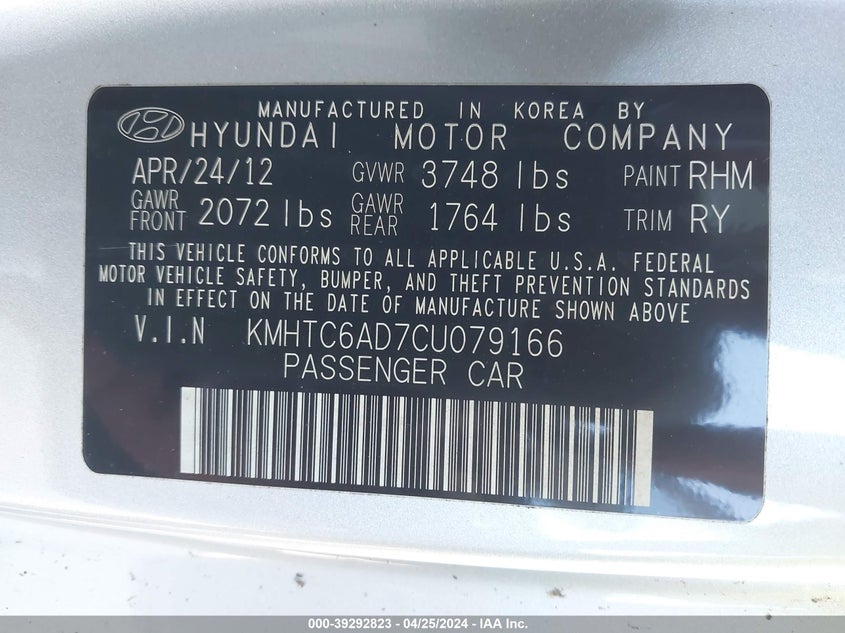 MANUFACTURED IN KOREA BY
HYUNDAI MOTOR COMPANY
APR/24/12 GVWR 3748 lbs PAINT RHM
GAWR FRONT 2072 lbs GAWR REAR 1764 lbs TRIM RY
THIS VEHICLE CONFORMS TO ALL APPLICABLE U.S.A. FEDERAL
MOTOR VEHICLE SAFETY, BUMPER, AND THEFT PREVENTION STANDARDS
IN EFFECT ON THE DATE OF MANUFACTURE SHOWN ABOVE
V.I.N KMHTC6AD7CU079166
PASSENGER CAR
000-39292823 - 04/25/2024 - IAA Inc.